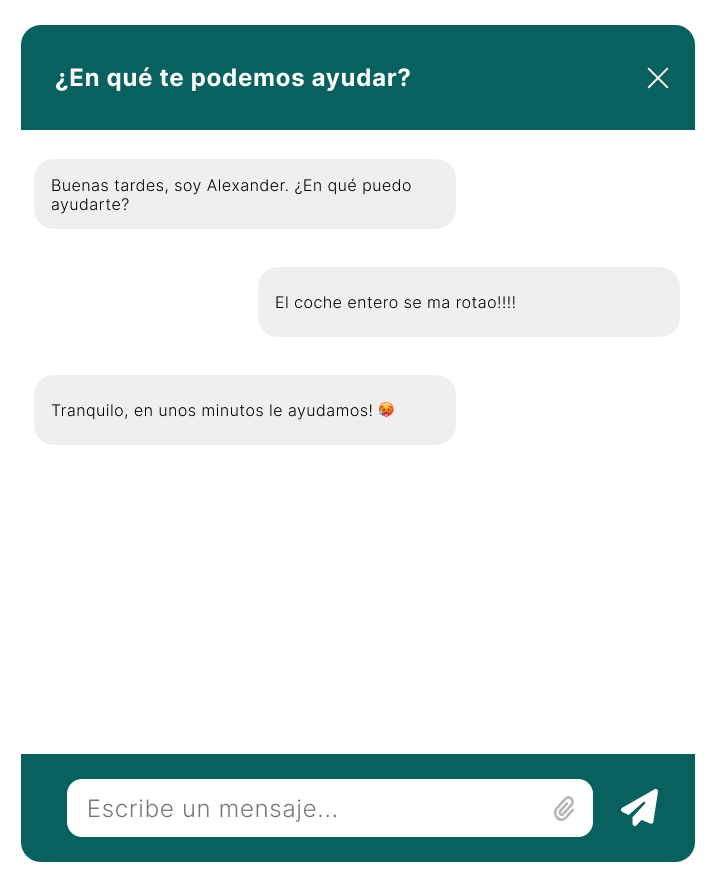 ¿En qué te podemos ayudar?
Buenas tardes, soy Alexander. ¿En qué puedo
ayudarte?
El coche entero se ma rotao!!!!
Tranquilo, en unos minutos le ayudamos! 🥵
Escribe un mensaje...